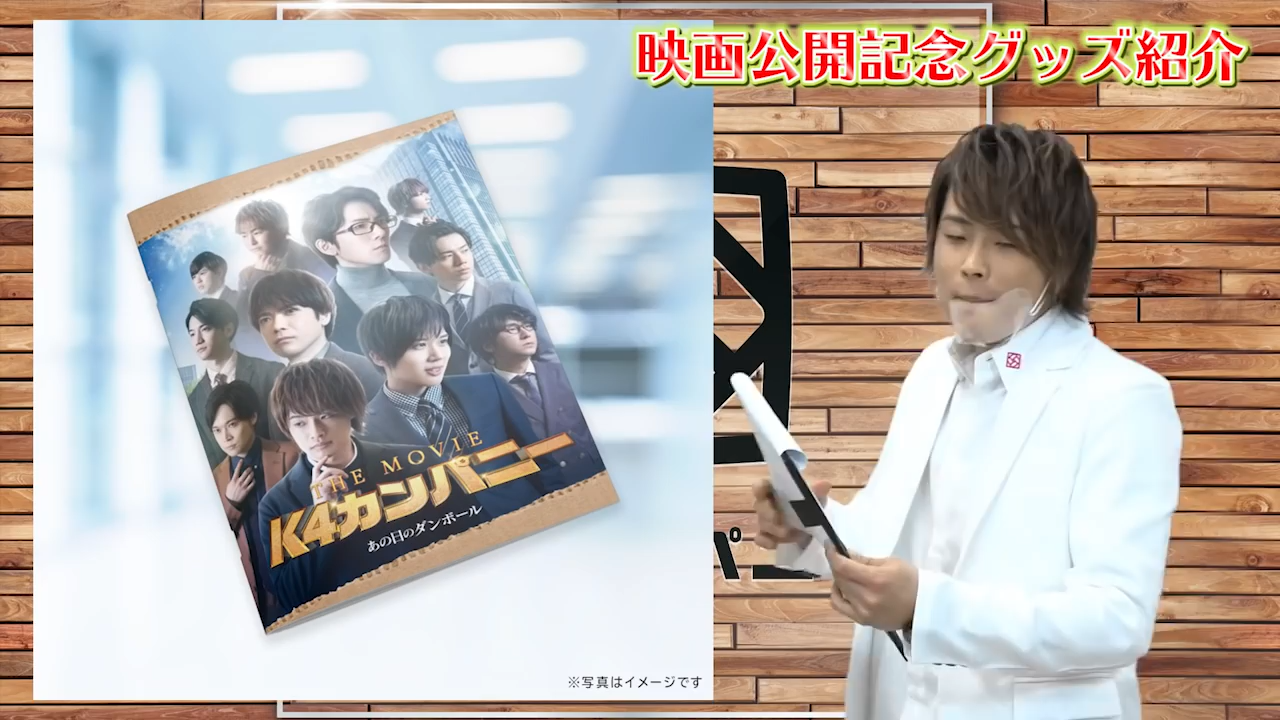 映画公開記念グッズ紹介
THE MOVIE
K4カンパニー
あの日のダンボール
パ
※写真はイメージです